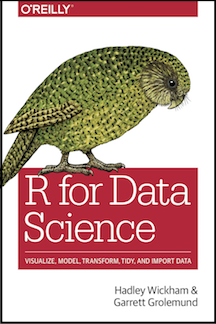 O'REILLY®
R for Data
Science
VISUALIZE, MODEL, TRANSFORM, TIDY, AND IMPORT DATA
Hadley Wickham &
Garrett Grolemund